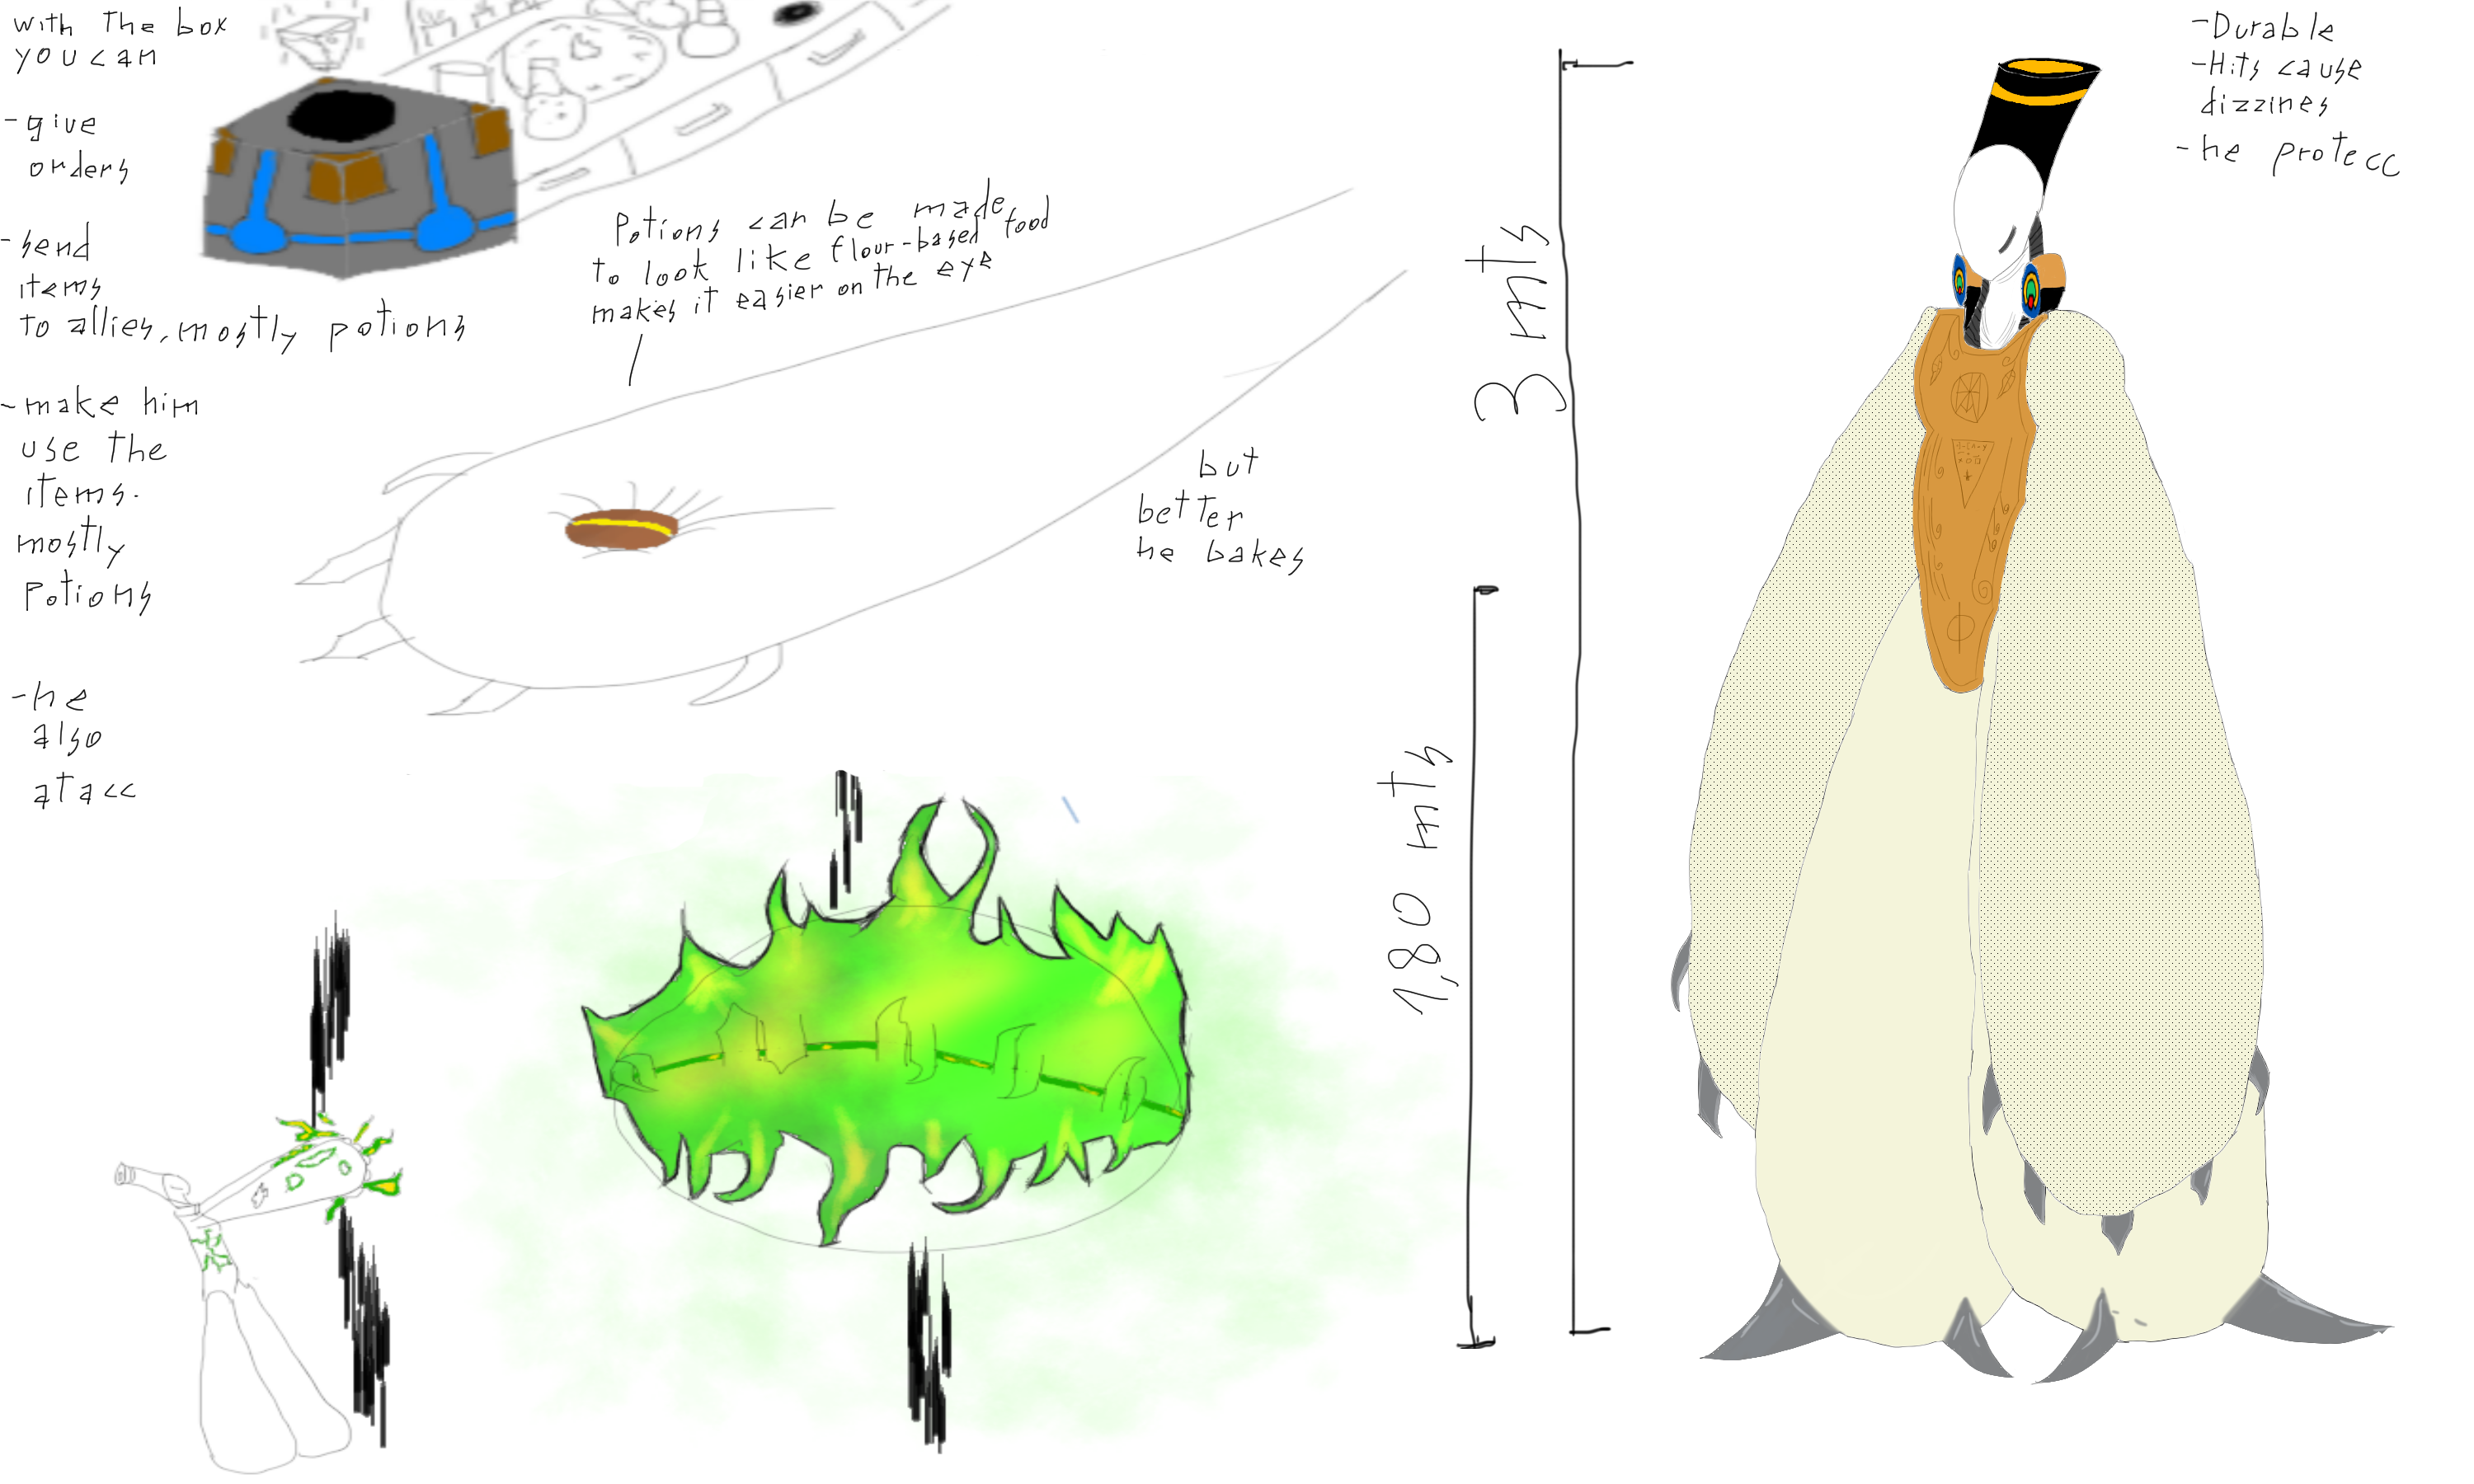 with the box
you can
-give
orders
-send
items
to allies, mostly potions
-make him
use the
items.
mostly
potions
-he
also
atacc
Potions can be made
to look like flour-based food
makes it easier on the eye
but
better
he bakes
3 mts
1,80 mts
-Durable
-Hits cause
dizzines
-he protecc